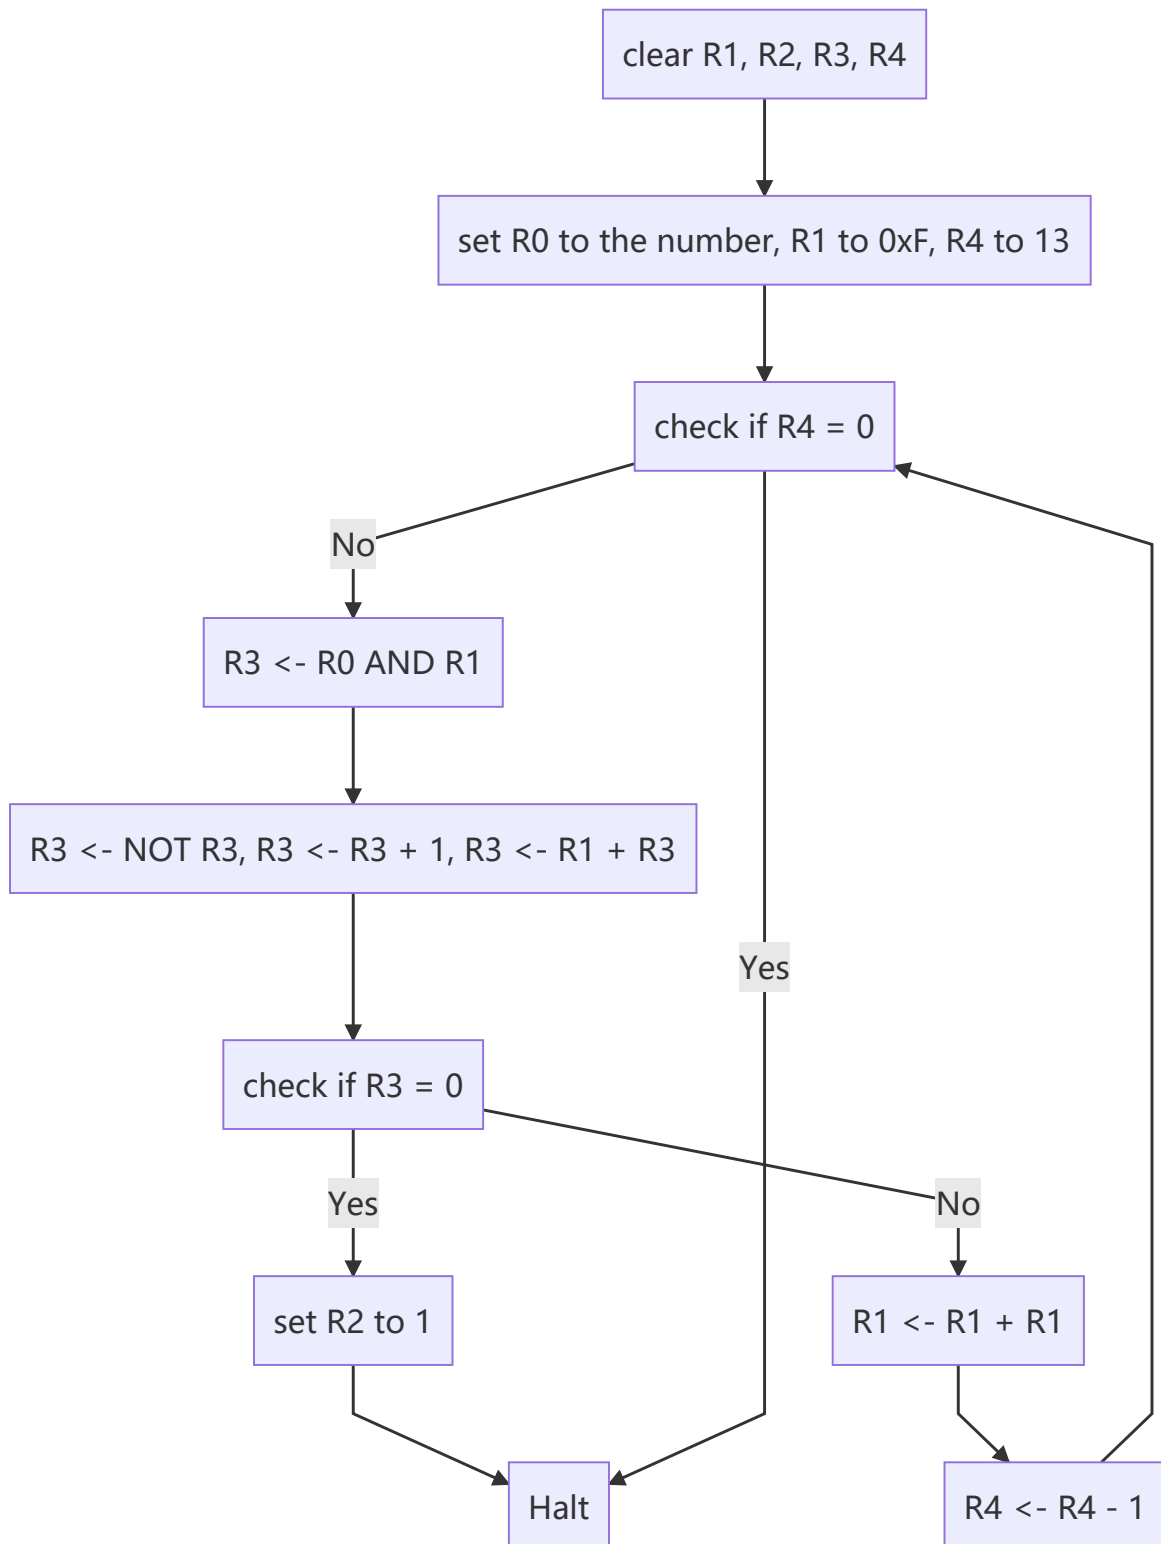 clear R1, R2, R3, R4
set R0 to the number, R1 to 0xF, R4 to 13
check if R4 = 0
No
R3 <- R0 AND R1
R3 <- NOT R3, R3 <- R3 + 1, R3 <- R1 + R3
Yes
check if R3 = 0
Yes
No
set R2 to 1
R1 <- R1 + R1
Halt
R4 <- R4 - 1